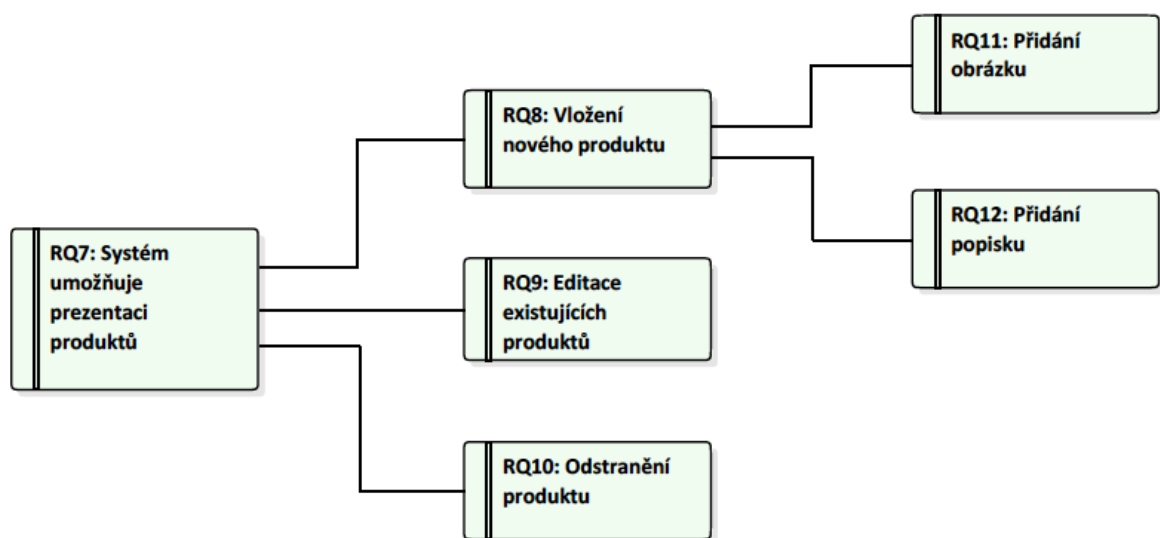 RQ11: Přidání
obrázku
RQ8: Vložení
nového produktu
RQ12: Přidání
popisku
RQ7: Systém
umožňuje
prezentaci
produktů
RQ9: Editace
existujících
produktů
RQ10: Odstranění
produktu